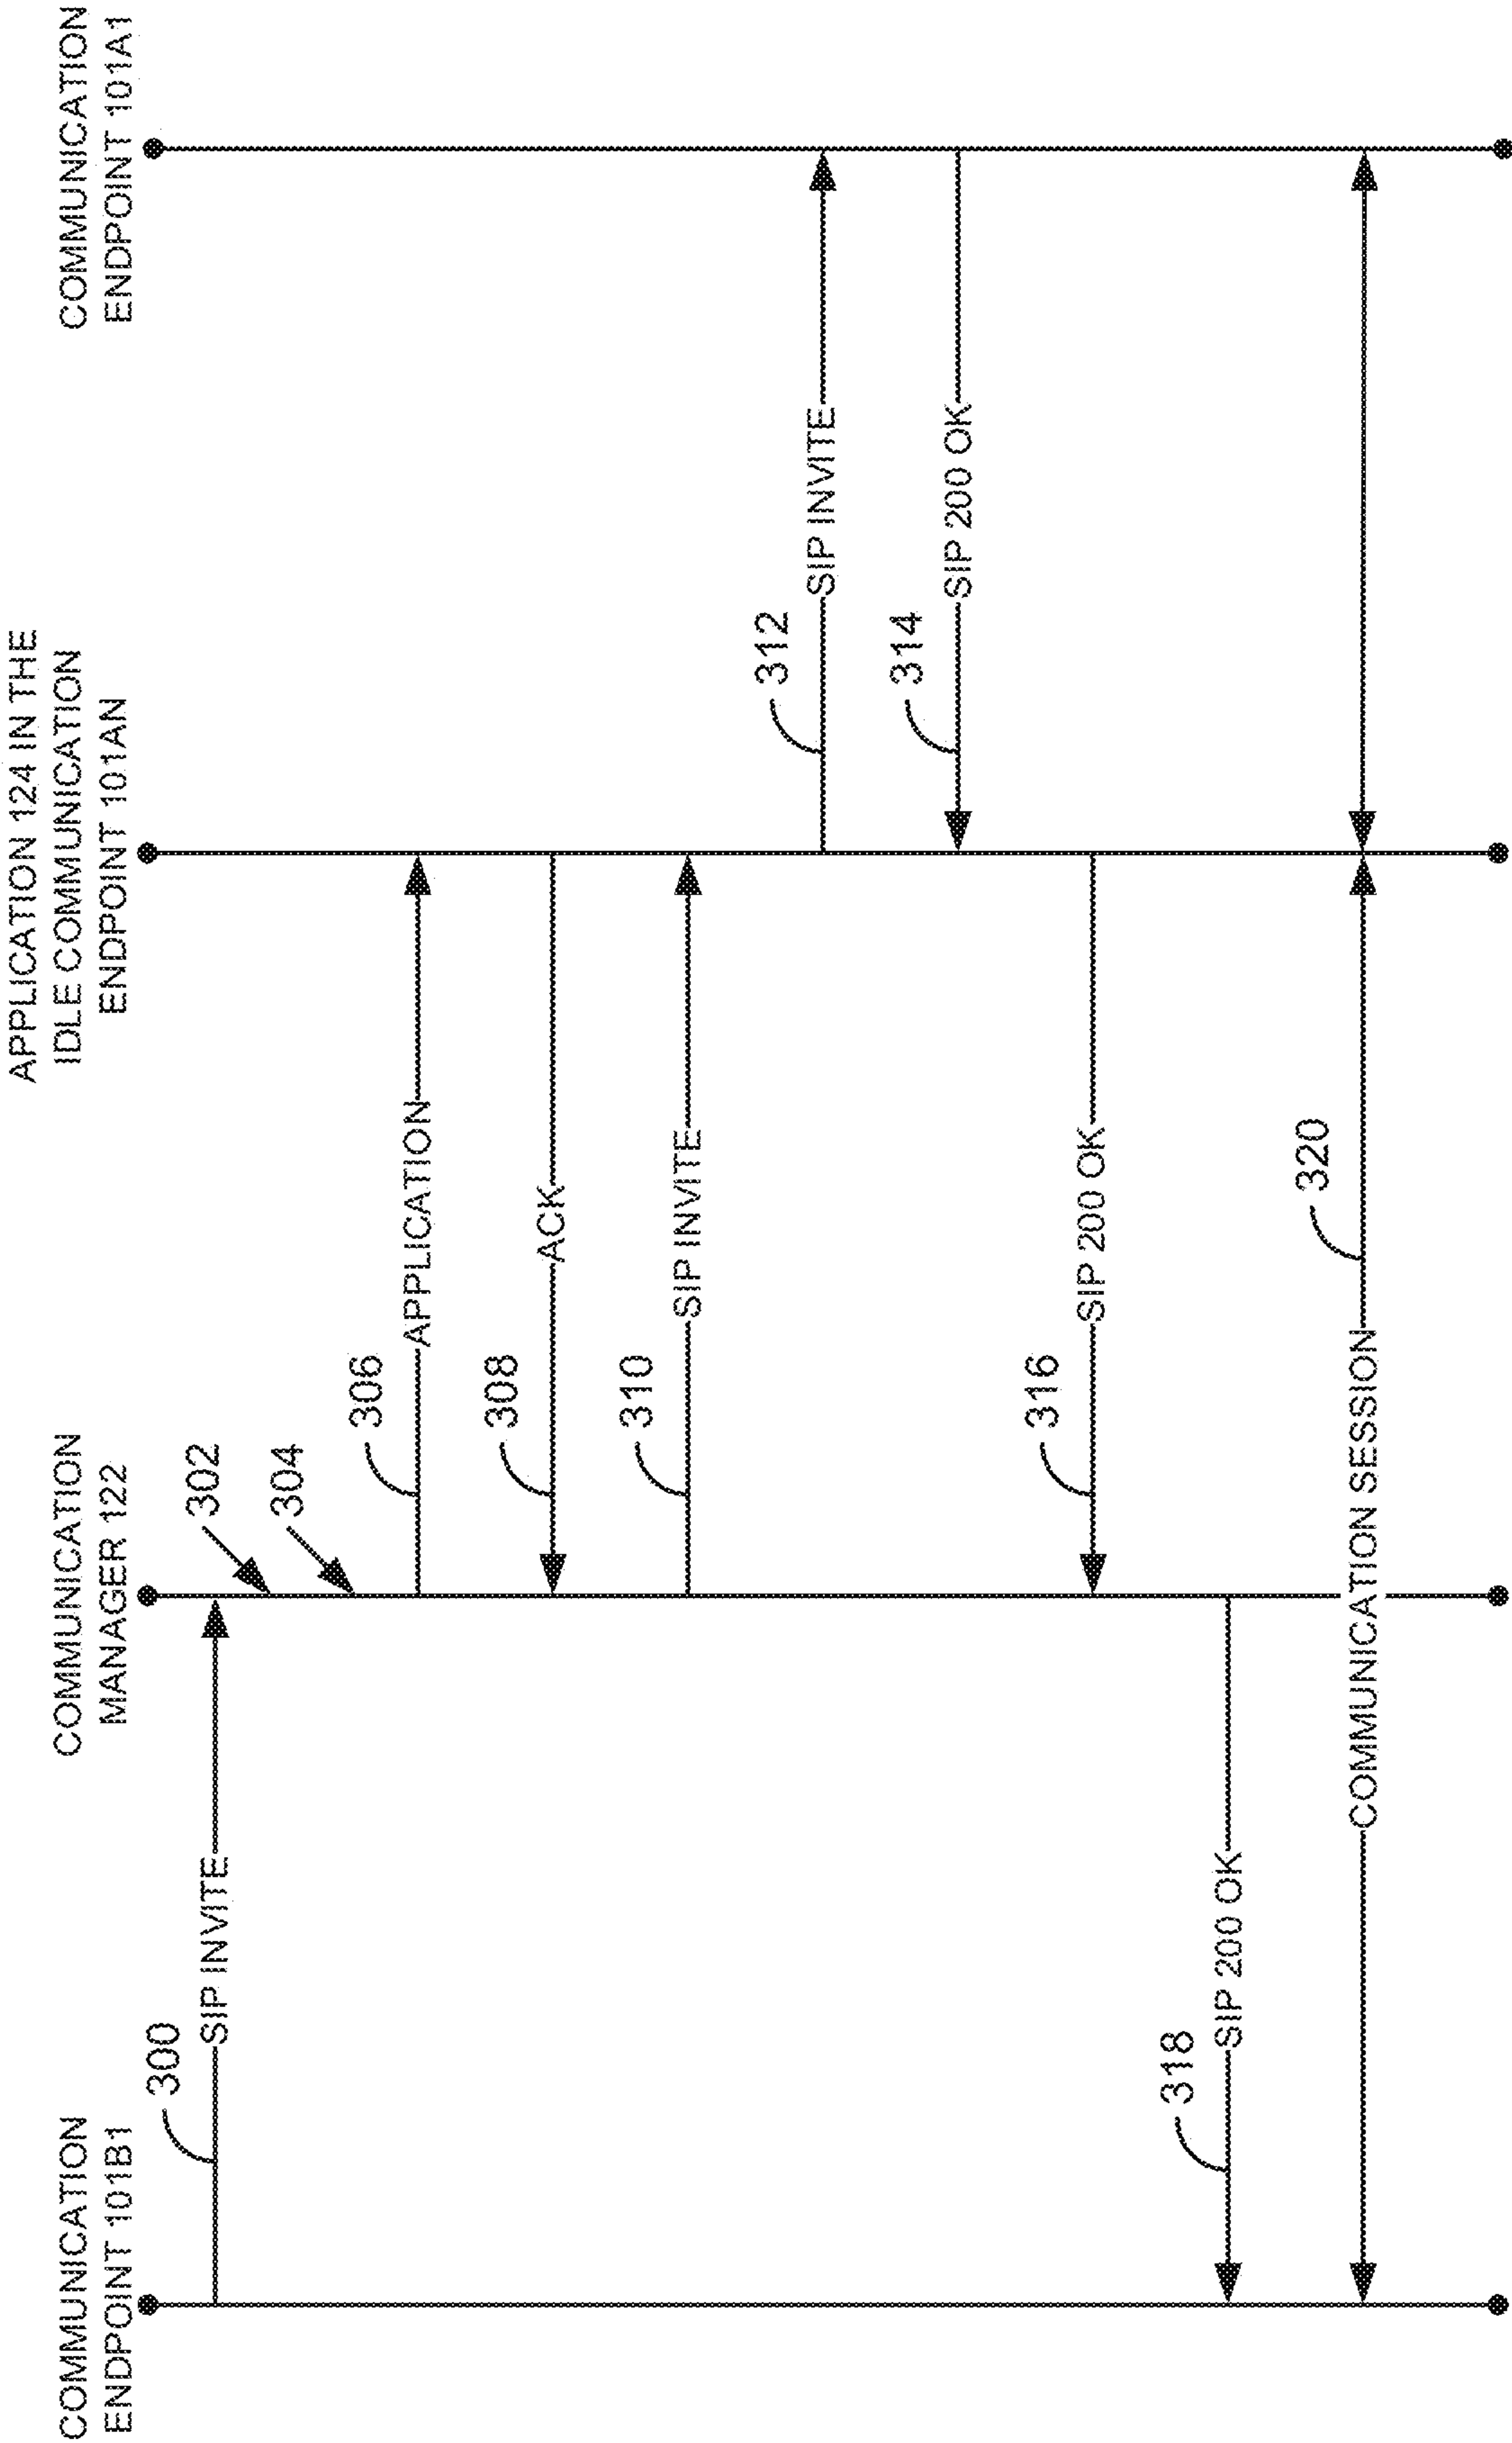 COMMUNICATION
ENDPOINT 101B1
COMMUNICATION
MANAGER 122
APPLICATION 124 IN THE
IDLE COMMUNICATION
ENDPOINT 101AN
COMMUNICATION
ENDPOINT 101A1
300
SIP INVITE
302
304
306
APPLICATION
308
ACK
310
SIP INVITE
312
SIP INVITE
314
SIP 200 OK
316
SIP 200 OK
318
SIP 200 OK
320
COMMUNICATION SESSION